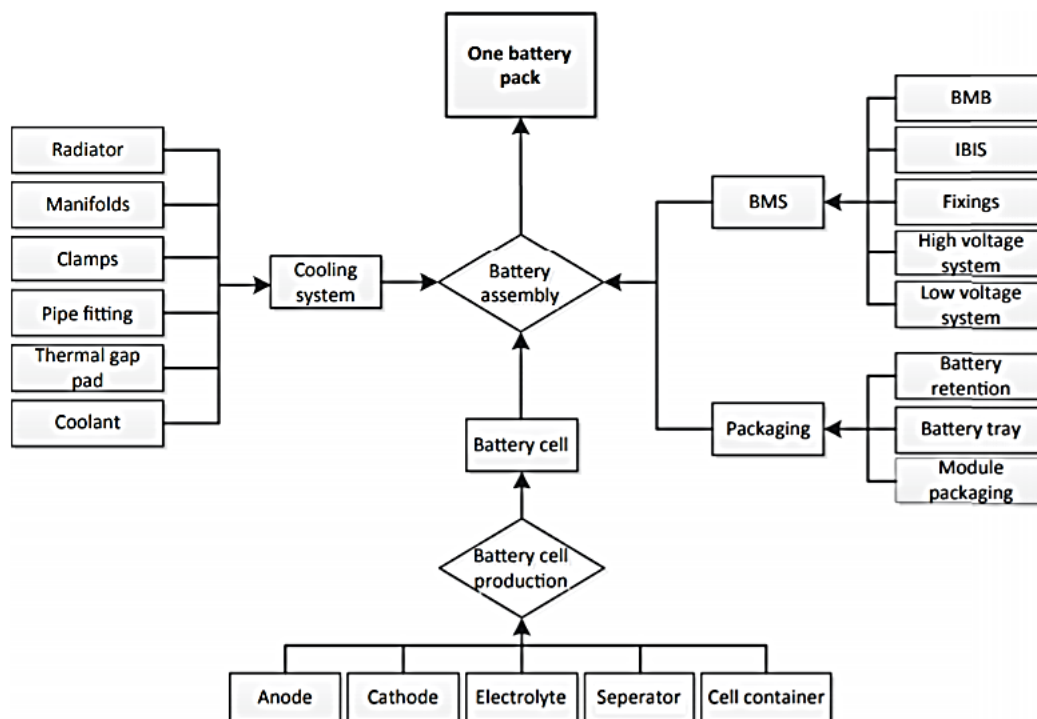 One battery
pack
Radiator
Manifolds
Clamps
Pipe fitting
Thermal gap
pad
Coolant
Cooling
system
Battery
assembly
BMS
Packaging
BMB
IBIS
Fixings
High voltage
system
Low voltage
system
Battery
retention
Battery tray
Module
packaging
Battery cell
Battery cell
production
Anode
Cathode
Electrolyte
Seperator
Cell container